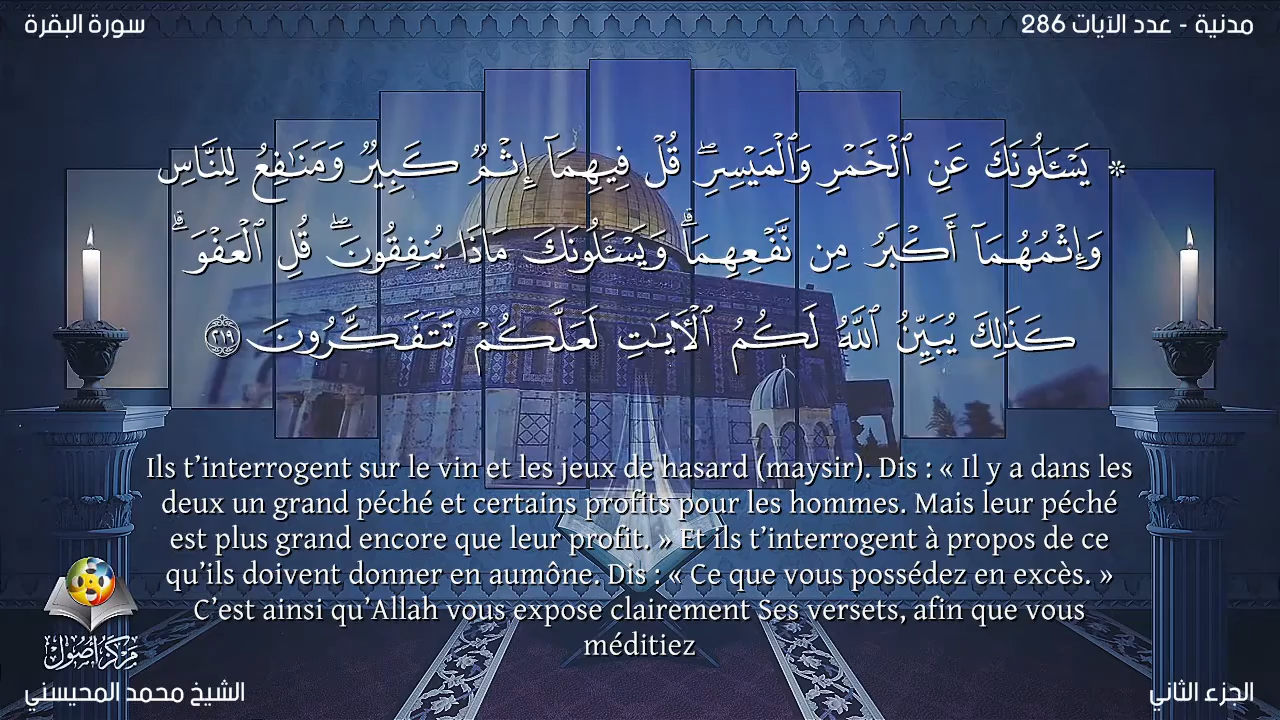 سورة البقرة
مدنية - عدد الآيات 286
۞ يَسْـَٔلُونَكَ عَنِ ٱلْخَمْرِ وَٱلْمَيْسِرِ ۖ قُلْ فِيهِمَآ إِثْمٌ كَبِيرٌ وَمَنَـٰفِعُ لِلنَّاسِ
وَإِثْمُهُمَآ أَكْبَرُ مِن نَّفْعِهِمَا ۗ وَيَسْـَٔلُونَكَ مَاذَا يُنفِقُونَ ۖ قُلِ ٱلْعَفْوَ ۗ
كَذَٰلِكَ يُبَيِّنُ ٱللَّهُ لَكُمُ ٱلْـَٔايَـٰتِ لَعَلَّكُمْ تَتَفَكَّرُونَ ٢١٩
Ils t’interrogent sur le vin et les jeux de hasard (maysir). Dis : « Il y a dans les
deux un grand péché et certains profits pour les hommes. Mais leur péché
est plus grand encore que leur profit. » Et ils t’interrogent à propos de ce
qu’ils doivent donner en aumône. Dis : « Ce que vous possédez en excès. »
C’est ainsi qu’Allah vous expose clairement Ses versets, afin que vous
méditiez
مركز أصول
الشيخ محمد المحيسني
الجزء الثاني